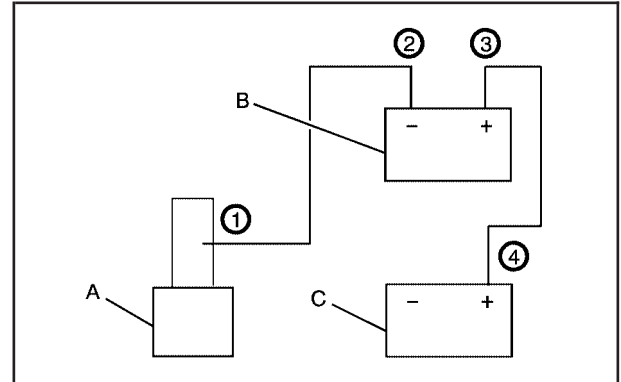 ② ③
B
− +
①
④
A
C
− +